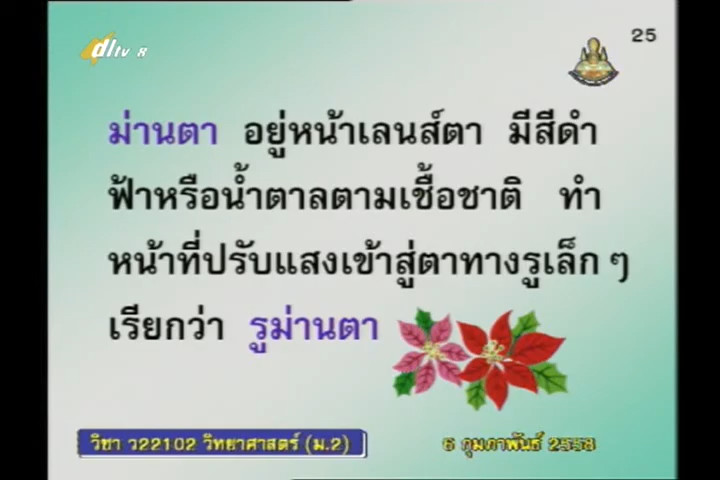 dltv 8
25
ม่านตา อยู่หน้าเลนส์ตา มีสีดำ
ฟ้าหรือน้ำตาลตามเชื้อชาติ ทำ
หน้าที่ปรับแสงเข้าสู่ตาทางรูเล็ก ๆ
เรียกว่า รูม่านตา
วิชา ว22102 วิทยาศาสตร์ (ม.2)
6 กุมภาพันธ์ 2558